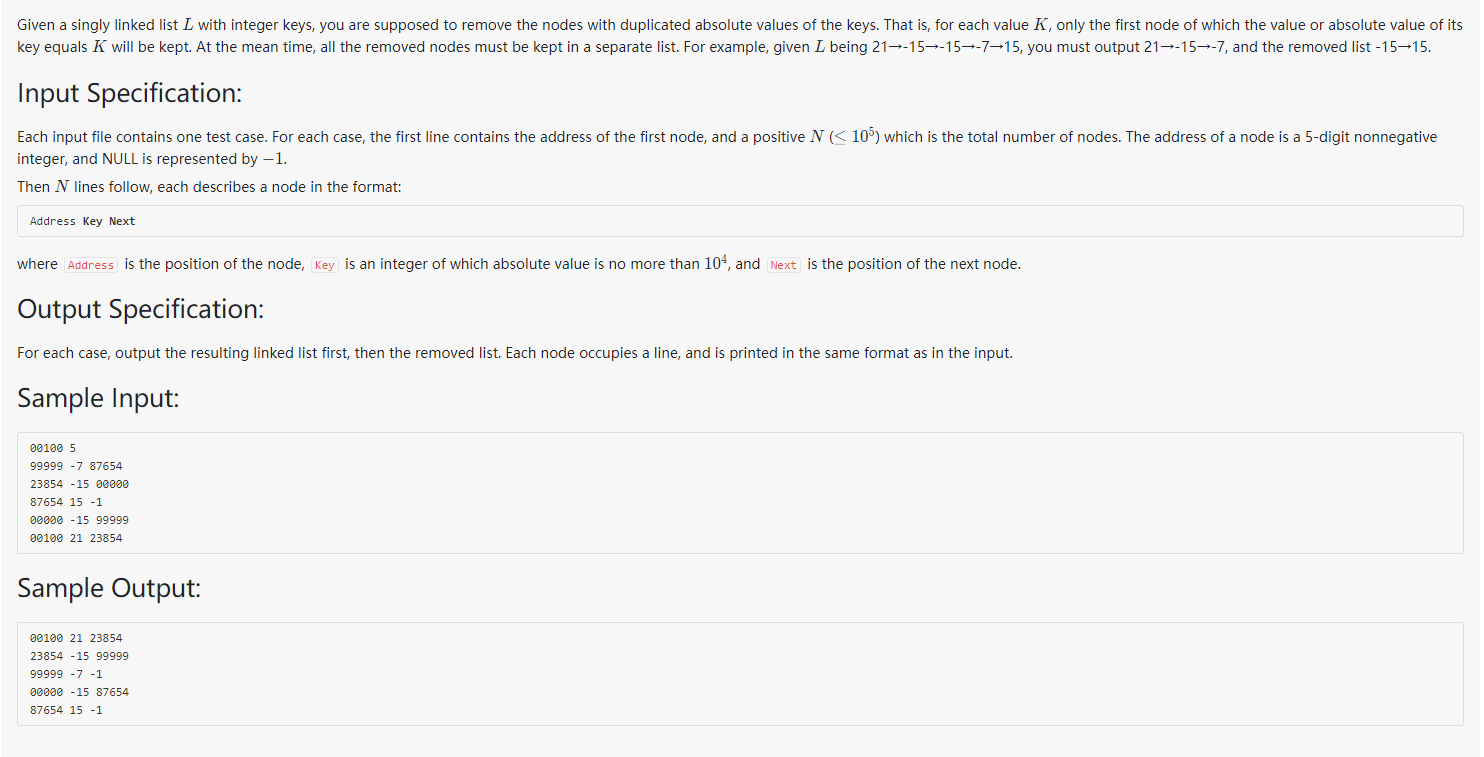 Given a singly linked list L with integer keys, you are supposed to remove the nodes with duplicated absolute values of the keys. That is, for each value K, only the first node of which the value or absolute value of its
key equals K will be kept. At the mean time, all the removed nodes must be kept in a separate list. For example, given L being 21→-15→-15→-7→15, you must output 21→-15→-7, and the removed list -15→15.
Input Specification:
Each input file contains one test case. For each case, the first line contains the address of the first node, and a positive N (≤ 10⁵) which is the total number of nodes. The address of a node is a 5-digit nonnegative
integer, and NULL is represented by −1.
Then N lines follow, each describes a node in the format:
Address Key Next
where Address is the position of the node, Key is an integer of which absolute value is no more than 10⁴, and Next is the position of the next node.
Output Specification:
For each case, output the resulting linked list first, then the removed list. Each node occupies a line, and is printed in the same format as in the input.
Sample Input:
00100 5
99999 -7 87654
23854 -15 00000
87654 15 -1
00000 -15 99999
00100 21 23854
Sample Output:
00100 21 23854
23854 -15 99999
99999 -7 -1
00000 -15 87654
87654 15 -1